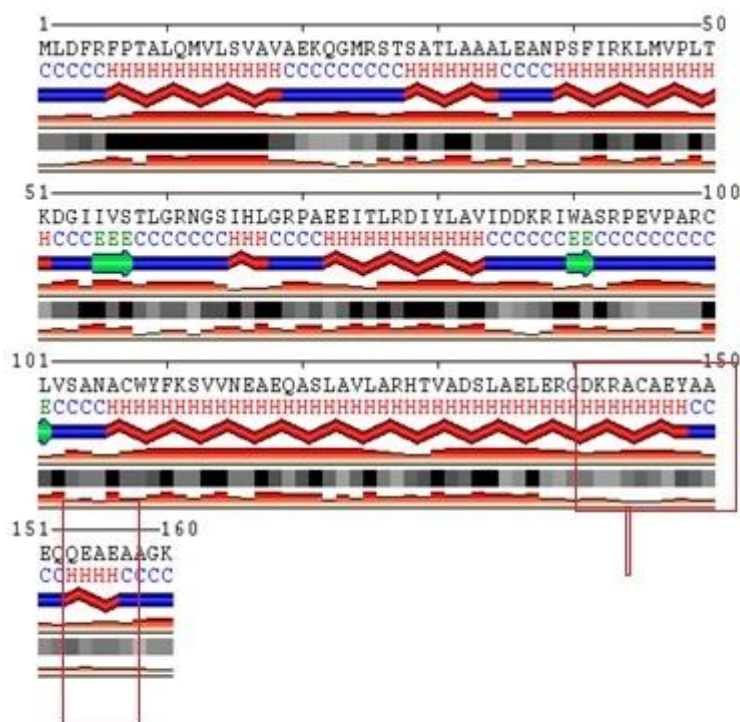 1 50
MLDFRFPTALQMVLSVAVAEKQGMRSTSATLAAALEANPSFIRKLMVPLT
CCCCCHHHHHHHHHHHHHCCCCCCCCCHHHHHHHCCCCHHHHHHHHHHHH
51 100
KDGIIVSTLGRNGSIHLGRPAEEITLRDIYLAVIDDKRIWASRPEVPARC
HCCCEEECCCCCCCHHHCCCCHHHHHHHHHHHHCCCCCCEECCCCCCCCC
101 150
LVSANACWYFKSVVNEAEQASLAVLARHTVADSLAELERGDKRACAEYAA
ECCCCHHHHHHHHHHHHHHHHHHHHHHHHHHHHHHHHHHHHHHHHHHHCC
151 160
EQQEAEAAGK
CCHHHHCCCC